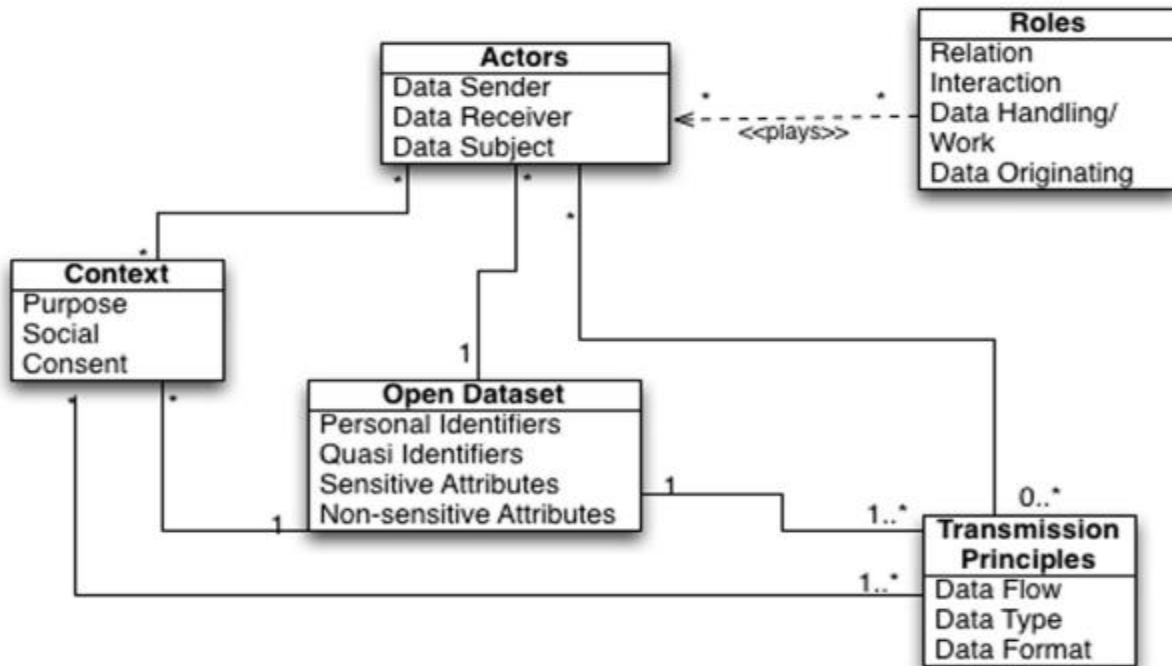 Roles
Relation
Interaction
Data Handling/
Work
Data Originating
Actors
Data Sender
Data Receiver
Data Subject
*
*
<<plays>>
*
*
*
*
Context
Purpose
Social
Consent
1
Open Dataset
Personal Identifiers
Quasi Identifiers
Sensitive Attributes
Non-sensitive Attributes
*
*
1
1
1..*
0..*
1..*
Transmission
Principles
Data Flow
Data Type
Data Format